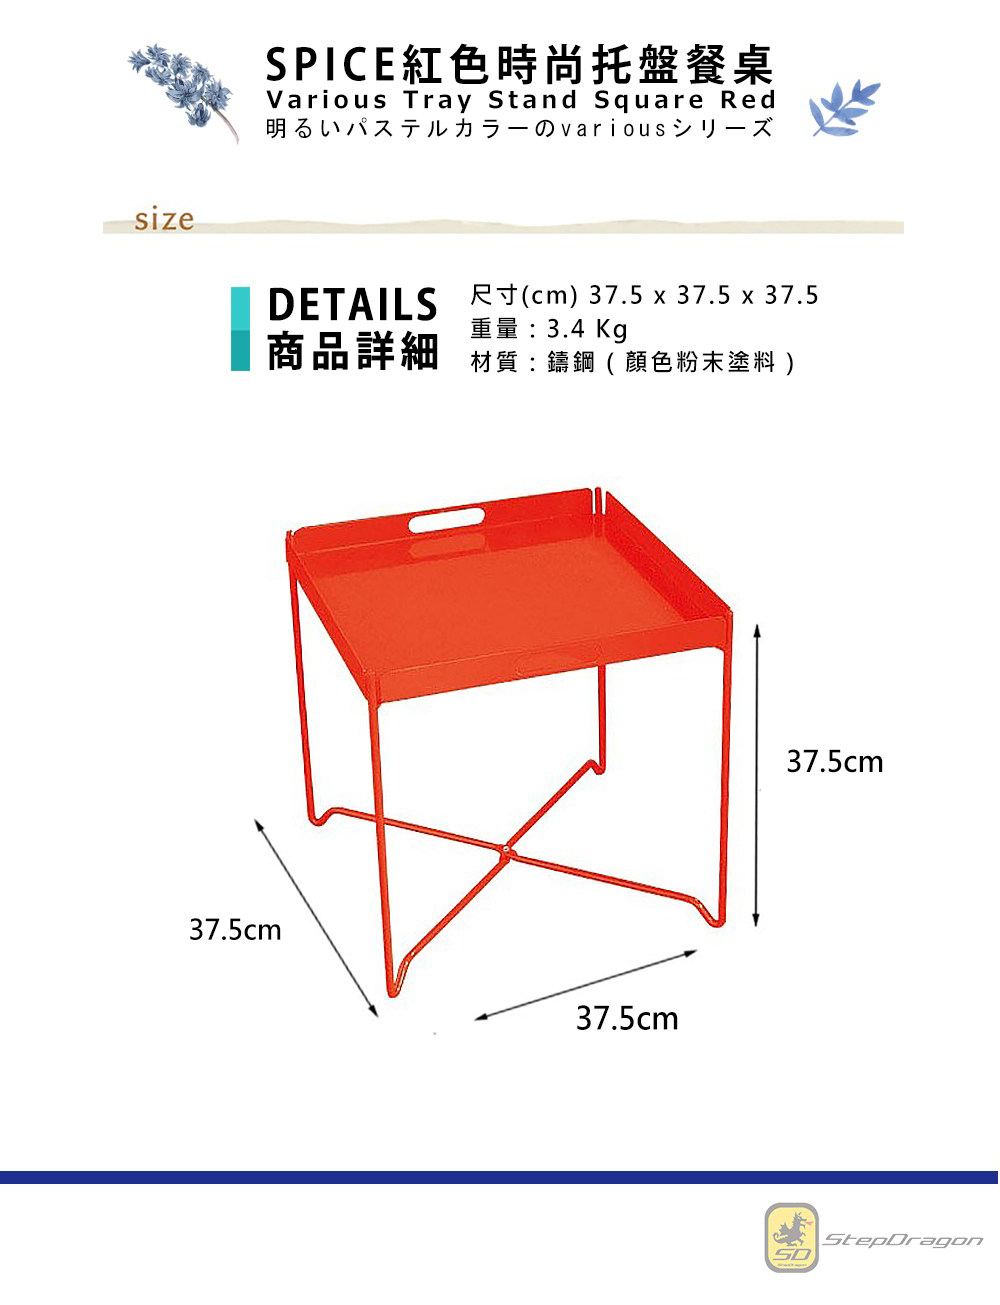 SPICE紅色時尚托盤餐桌
Various Tray Stand Square Red
明るいパステルカラーのvariousシリーズ
size
DETAILS
商品詳細
尺寸(cm) 37.5 x 37.5 x 37.5
重量：3.4 Kg
材質：鑄鋼（顏色粉末塗料）
37.5cm
37.5cm
37.5cm
SD
StepDragon